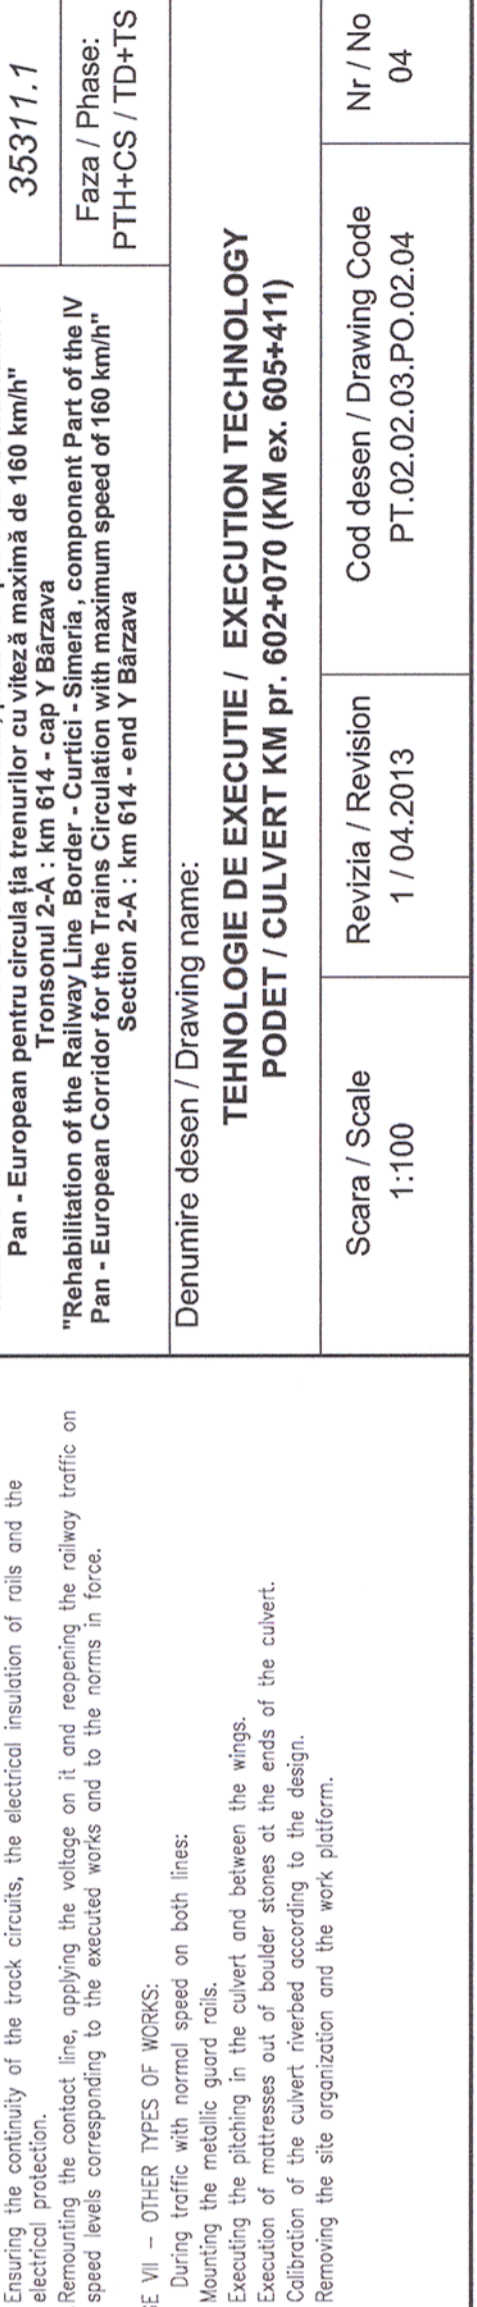 Ensuring the continuity of the track circuits, the electrical insulation of rails and the
electrical protection.
Remounting the contact line, applying the voltage on it and reopening the railway traffic on
speed levels corresponding to the executed works and to the norms in force.
GE VII – OTHER TYPES OF WORKS:
During traffic with normal speed on both lines:
Mounting the metallic guard rails.
Executing the pitching in the culvert and between the wings.
Execution of mattresses out of boulder stones at the ends of the culvert.
Calibration of the culvert riverbed according to the design.
Removing the site organization and the work platform.
Pan - European pentru circulaţia trenurilor cu viteză maximă de 160 km/h"
Tronsonul 2-A : km 614 - cap Y Bârzava
"Rehabilitation of the Railway Line Border - Curtici - Simeria , component Part of the IV
Pan - European Corridor for the Trains Circulation with maximum speed of 160 km/h"
Section 2-A : km 614 - end Y Bârzava
35311.1
Faza / Phase:
PTH+CS / TD+TS
Denumire desen / Drawing name:
TEHNOLOGIE DE EXECUTIE / EXECUTION TECHNOLOGY
PODET / CULVERT KM pr. 602+070 (KM ex. 605+411)
Scara / Scale
1:100
Revizia / Revision
1 / 04.2013
Cod desen / Drawing Code
PT.02.02.03.PO.02.04
Nr / No
04